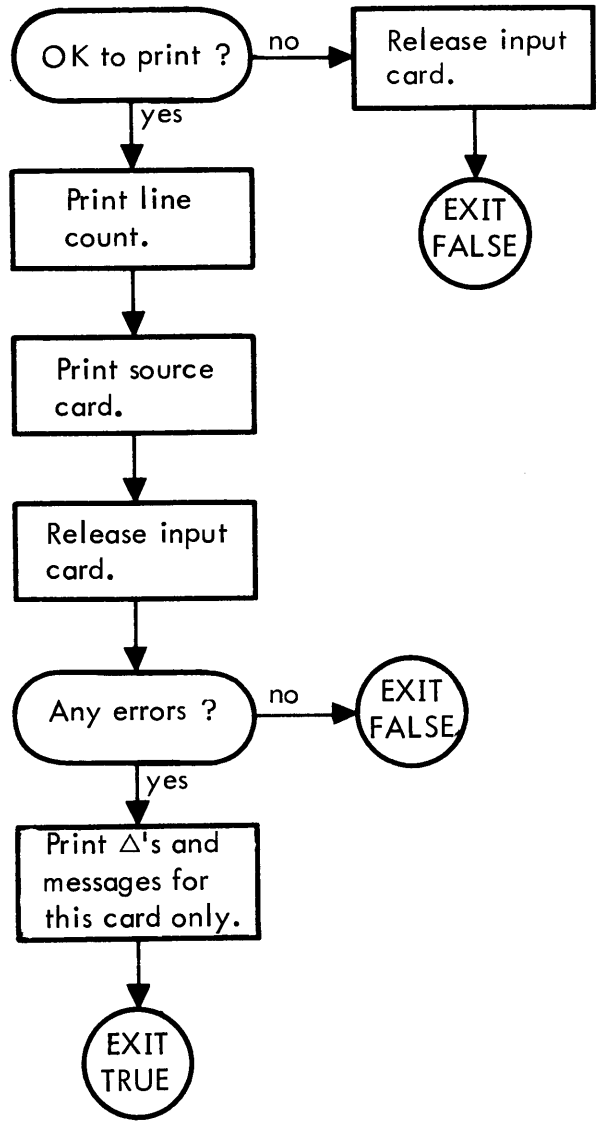 OK to print ?
no
Release input
card.
yes
EXIT
FALSE
Print line
count.
Print source
card.
Release input
card.
Any errors ?
no
EXIT
FALSE
yes
Print △'s and
messages for
this card only.
EXIT
TRUE